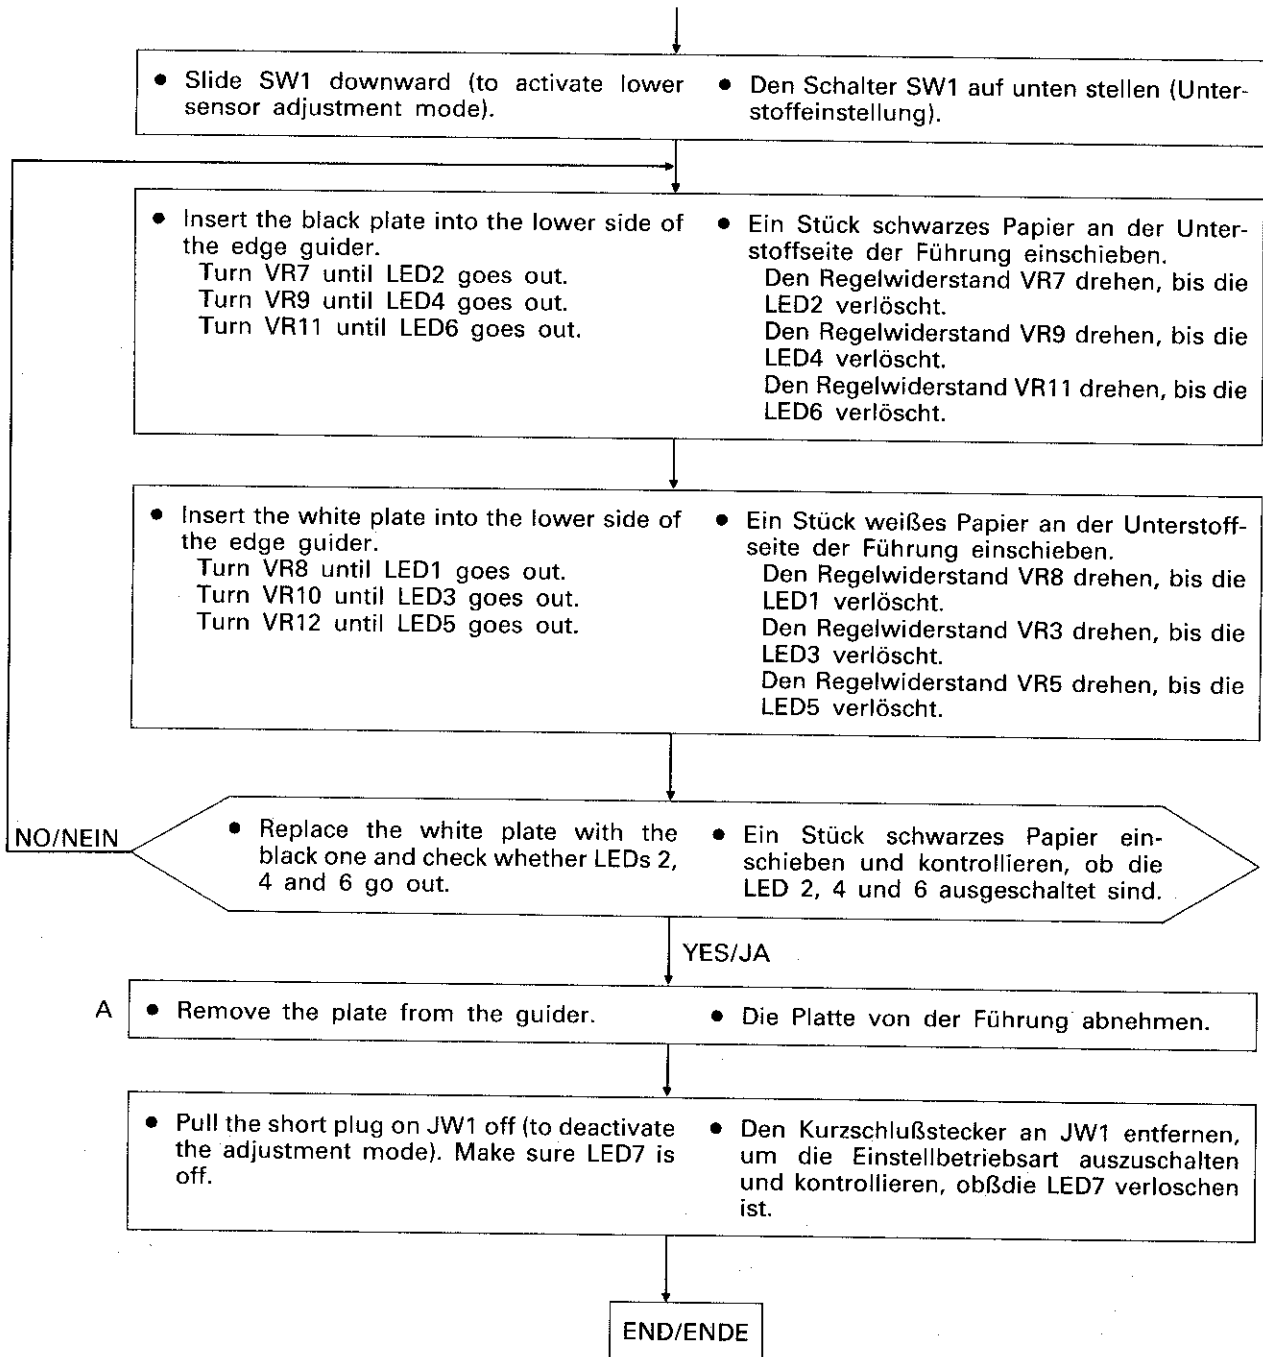 • Slide SW1 downward (to activate lower
sensor adjustment mode).
• Den Schalter SW1 auf unten stellen (Unter-
stoffeinstellung).
• Insert the black plate into the lower side of
the edge guider.
Turn VR7 until LED2 goes out.
Turn VR9 until LED4 goes out.
Turn VR11 until LED6 goes out.
• Ein Stück schwarzes Papier an der Unter-
stoffseite der Führung einschieben.
Den Regelwiderstand VR7 drehen, bis die
LED2 verlöscht.
Den Regelwiderstand VR9 drehen, bis die
LED4 verlöscht.
Den Regelwiderstand VR11 drehen, bis die
LED6 verlöscht.
• Insert the white plate into the lower side of
the edge guider.
Turn VR8 until LED1 goes out.
Turn VR10 until LED3 goes out.
Turn VR12 until LED5 goes out.
• Ein Stück weißes Papier an der Unterstoff-
seite der Führung einschieben.
Den Regelwiderstand VR8 drehen, bis die
LED1 verlöscht.
Den Regelwiderstand VR3 drehen, bis die
LED3 verlöscht.
Den Regelwiderstand VR5 drehen, bis die
LED5 verlöscht.
NO/NEIN
• Replace the white plate with the
black one and check whether LEDs 2,
4 and 6 go out.
• Ein Stück schwarzes Papier ein-
schieben und kontrollieren, ob die
LED 2, 4 und 6 ausgeschaltet sind.
YES/JA
A
• Remove the plate from the guider.
• Die Platte von der Führung abnehmen.
• Pull the short plug on JW1 off (to deactivate
the adjustment mode). Make sure LED7 is
off.
• Den Kurzschlußstecker an JW1 entfernen,
um die Einstellbetriebsart auszuschalten
und kontrollieren, obßdie LED7 verloschen
ist.
END/ENDE